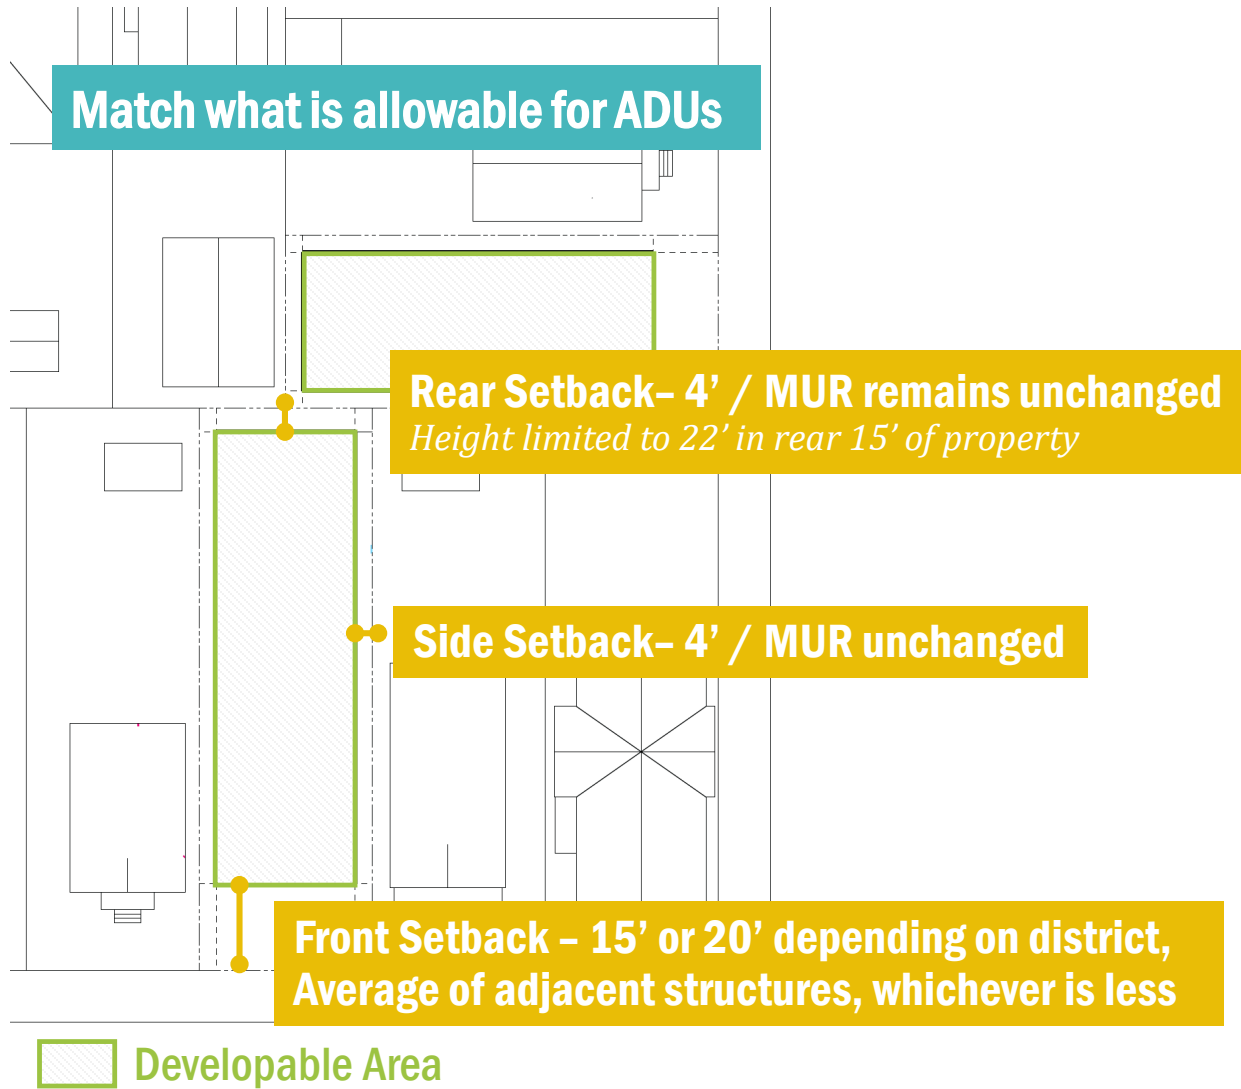 Match what is allowable for ADUs
Rear Setback– 4’ / MUR remains unchanged
Height limited to 22’ in rear 15’ of property
Side Setback– 4’ / MUR unchanged
Front Setback – 15’ or 20’ depending on district,
Average of adjacent structures, whichever is less
Developable Area